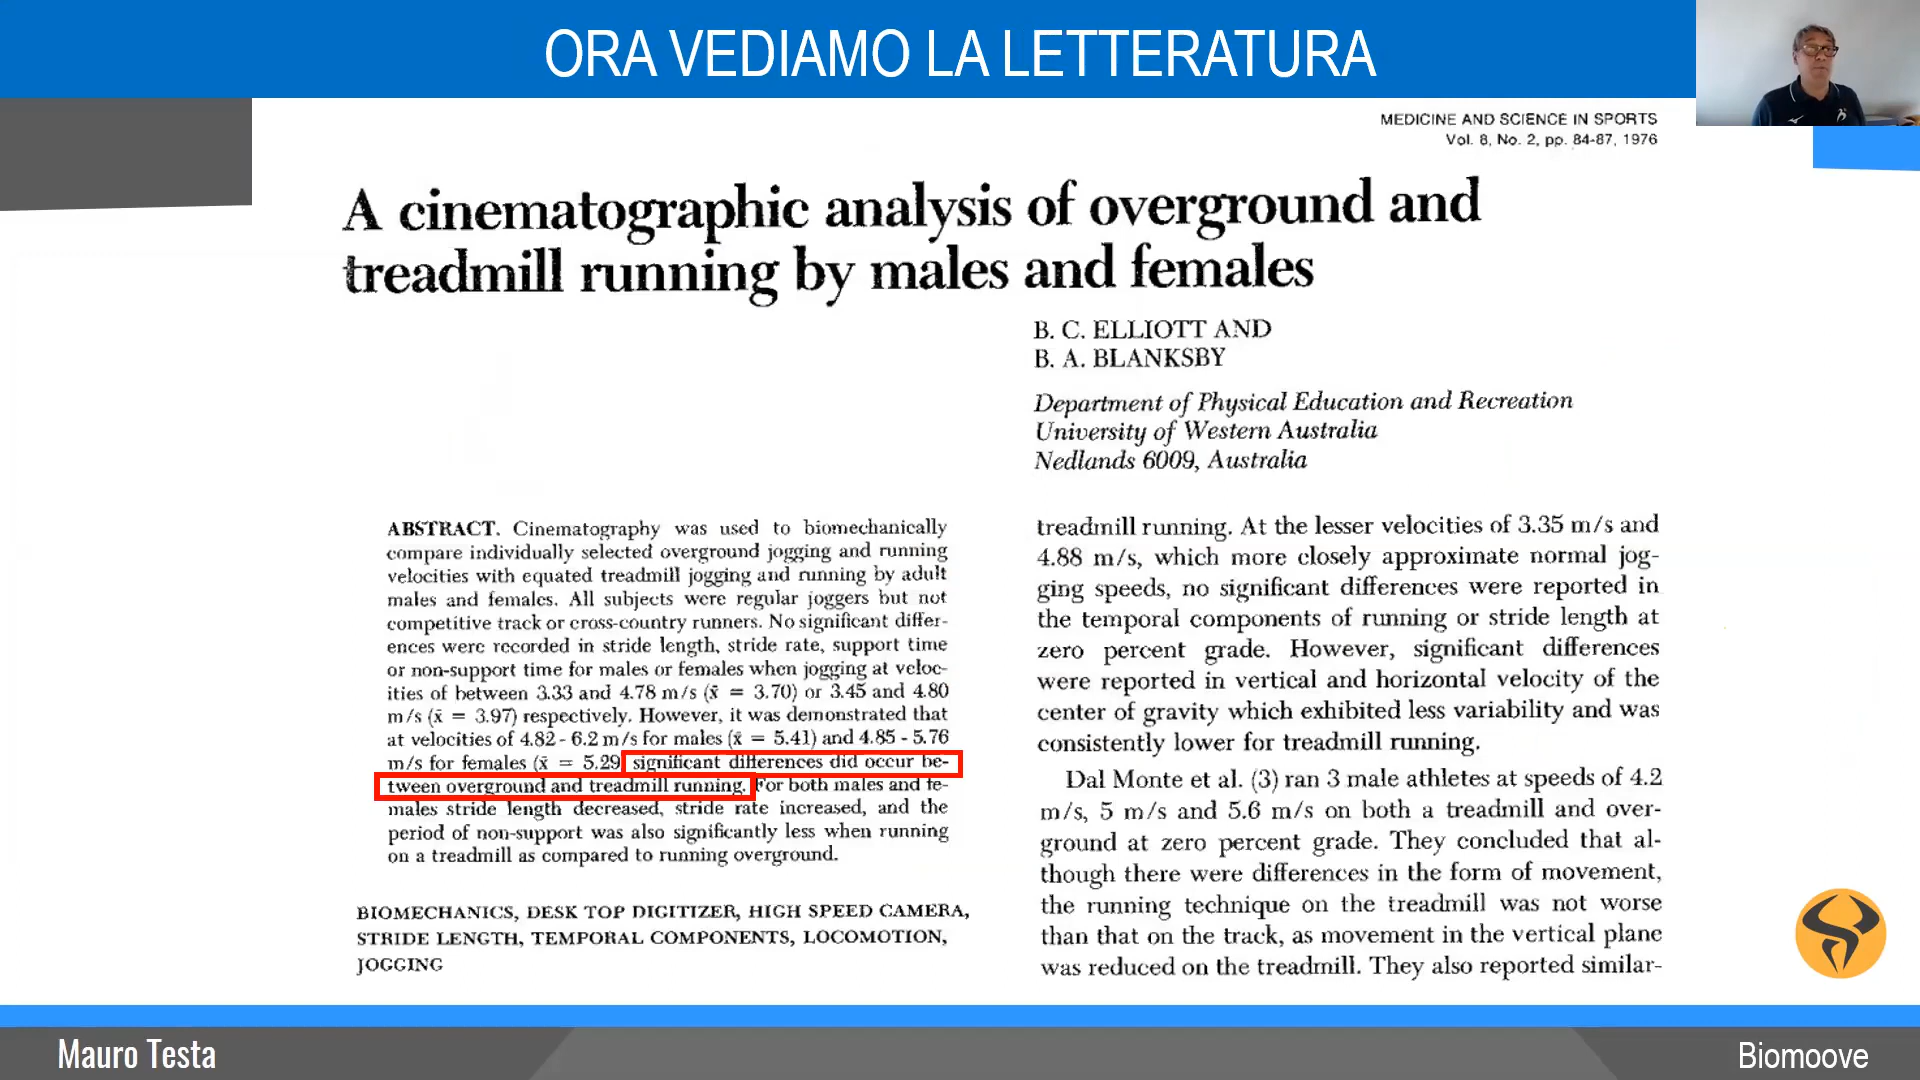 ORA VEDIAMO LA LETTERATURA
MEDICINE AND SCIENCE IN SPORTS
Vol. 8, No. 2, pp. 84-87, 1976
A cinematographic analysis of overground and
treadmill running by males and females
B. C. ELLIOTT AND
B. A. BLANKSBY
Department of Physical Education and Recreation
University of Western Australia
Nedlands 6009, Australia
ABSTRACT. Cinematography was used to biomechanically
compare individually selected overground jogging and running
velocities with equated treadmill jogging and running by adult
males and females. All subjects were regular joggers but not
competitive track or cross-country runners. No significant differ-
ences were recorded in stride length, stride rate, support time
or non-support time for males or females when jogging at veloc-
ities of between 3.33 and 4.78 m/s (x̄ = 3.70) or 3.45 and 4.80
m/s (x̄ = 3.97) respectively. However, it was demonstrated that
at velocities of 4.82 - 6.2 m/s for males (x̄ = 5.41) and 4.85 - 5.76
m/s for females (x̄ = 5.29 significant differences did occur be-
tween overground and treadmill running. For both males and fe-
males stride length decreased, stride rate increased, and the
period of non-support was also significantly less when running
on a treadmill as compared to running overground.
BIOMECHANICS, DESK TOP DIGITIZER, HIGH SPEED CAMERA,
STRIDE LENGTH, TEMPORAL COMPONENTS, LOCOMOTION,
JOGGING
treadmill running. At the lesser velocities of 3.35 m/s and
4.88 m/s, which more closely approximate normal jog-
ging speeds, no significant differences were reported in
the temporal components of running or stride length at
zero percent grade. However, significant differences
were reported in vertical and horizontal velocity of the
center of gravity which exhibited less variability and was
consistently lower for treadmill running.
Dal Monte et al. (3) ran 3 male athletes at speeds of 4.2
m/s, 5 m/s and 5.6 m/s on both a treadmill and over-
ground at zero percent grade. They concluded that al-
though there were differences in the form of movement,
the running technique on the treadmill was not worse
than that on the track, as movement in the vertical plane
was reduced on the treadmill. They also reported similar-
Mauro Testa
Biomoove